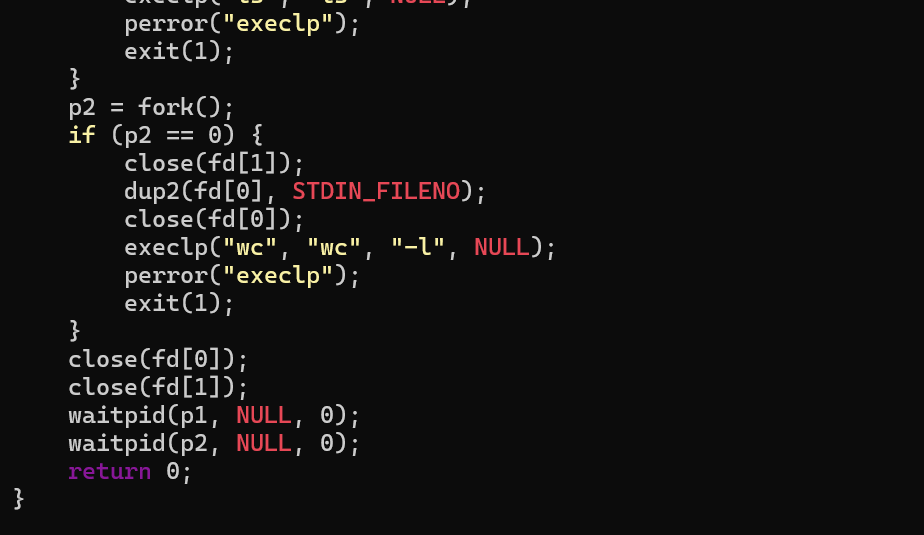 perror("execlp");
exit(1);
}
p2 = fork();
if (p2 == 0) {
close(fd[1]);
dup2(fd[0], STDIN_FILENO);
close(fd[0]);
execlp("wc", "wc", "-l", NULL);
perror("execlp");
exit(1);
}
close(fd[0]);
close(fd[1]);
waitpid(p1, NULL, 0);
waitpid(p2, NULL, 0);
return 0;
}